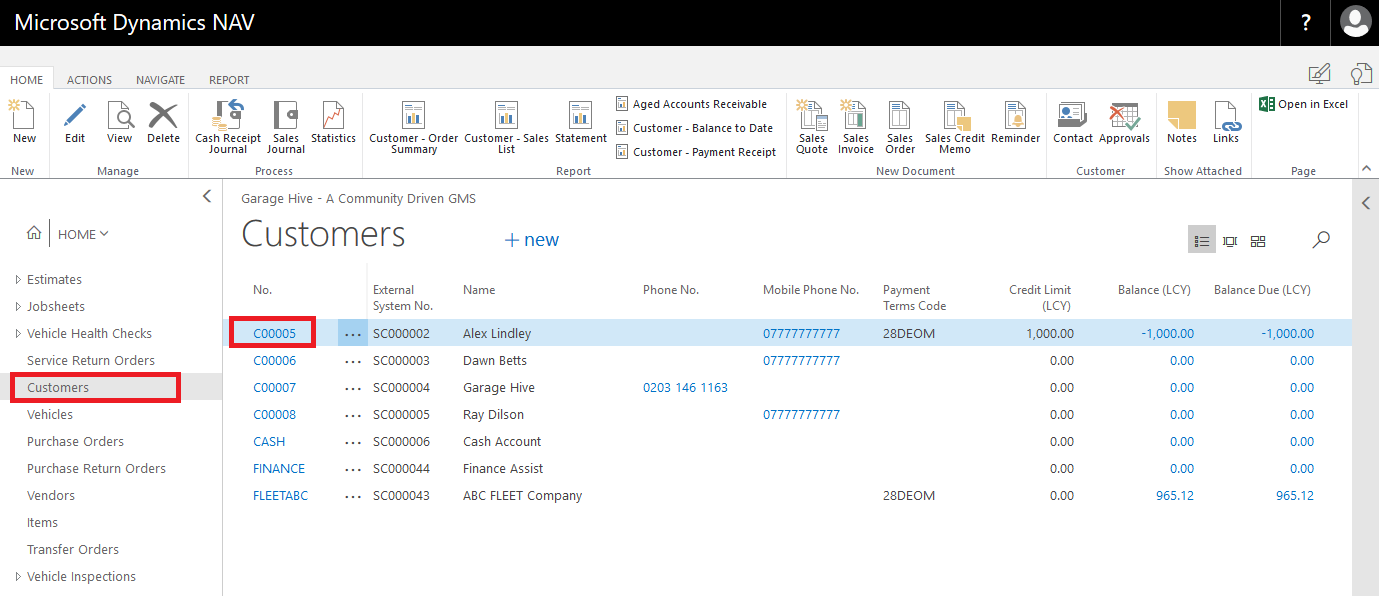 Microsoft Dynamics NAV
?
HOME ACTIONS NAVIGATE REPORT
New
Edit
View
Delete
Cash Receipt
Journal
Sales
Journal
Statistics
Customer - Order
Summary
Customer - Sales
List
Statement
Aged Accounts Receivable
Customer - Balance to Date
Customer - Payment Receipt
Sales
Quote
Sales
Invoice
Sales
Order
Sales Credit
Memo
Reminder
Contact
Approvals
Notes
Links
Open in Excel
New
Manage
Process
Report
New Document
Customer
Show Attached
Page
HOME
Estimates
Jobsheets
Vehicle Health Checks
Service Return Orders
Customers
Vehicles
Purchase Orders
Purchase Return Orders
Vendors
Items
Transfer Orders
Vehicle Inspections
Garage Hive - A Community Driven GMS
Customers
+ new
No.
External
System No.
Name
Phone No.
Mobile Phone No.
Payment
Terms Code
Credit Limit
(LCY)
Balance (LCY)
Balance Due (LCY)
C00005 ... SC000002 Alex Lindley 07777777777 28DEOM 1,000.00 -1,000.00 -1,000.00
C00006 ... SC000003 Dawn Betts 07777777777 0.00 0.00 0.00
C00007 ... SC000004 Garage Hive 0203 146 1163 0.00 0.00 0.00
C00008 ... SC000005 Ray Dilson 07777777777 0.00 0.00 0.00
CASH ... SC000006 Cash Account 0.00 0.00 0.00
FINANCE ... SC000044 Finance Assist 0.00 0.00 0.00
FLEETABC ... SC000043 ABC FLEET Company 28DEOM 0.00 965.12 965.12